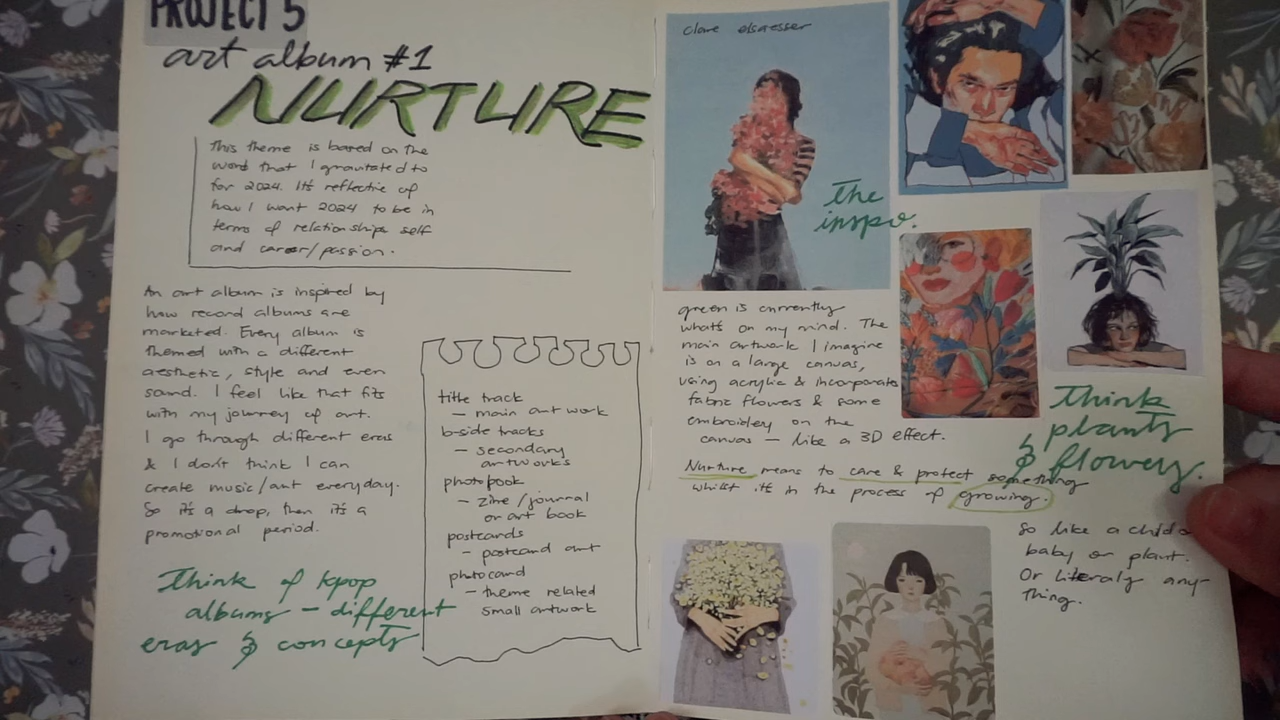 PROJECT 5
art album #1
NURTURE
This theme is based on the
word that I gravitated to
for 2024. Its reflective of
how I want 2024 to be in
terms of relationships self
and career/passion.
An art album is inspired by
how record albums are
marketed. Every album is
themed with a different
aesthetic, style and even
sound. I feel like that fits
with my journey of art.
I go through different eras
& I don't think I can
create music/art everyday.
So it's a drop, then it's a
promotional period.
Think of kpop
albums – different
eras & concepts
title track
– main art work
b-side tracks
– secondary
artworks
photobook
– zine/journal
or art book
postcards
– postcard art
photocard
– theme related
small artwork
clare elsaesser
the
inspo.
green is currently
what's on my mind. The
main artwork I imagine
is on a large canvas,
using acrylic & incorporate
fabric flowers & some
embroidery on the
canvas – like a 3D effect.
Think
plants
& flowery.
Nurture means to care & protect something
whilst it's in the process of growing.
So like a child a
baby or plant.
Or literaly any-
thing.